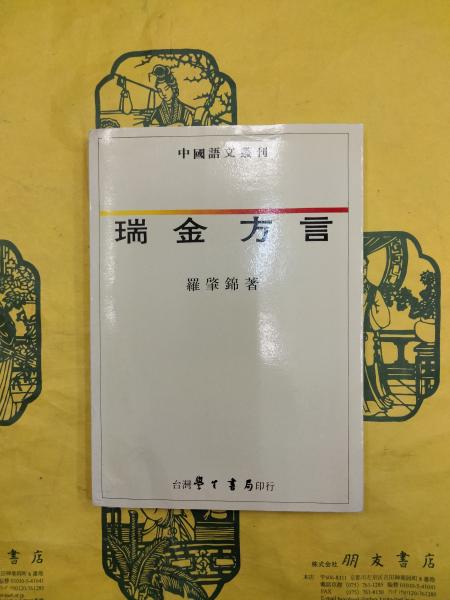 中國語文叢刊
瑞金方言
羅肇錦著
台灣學生書局印行
書店
株式会社 朋友書店